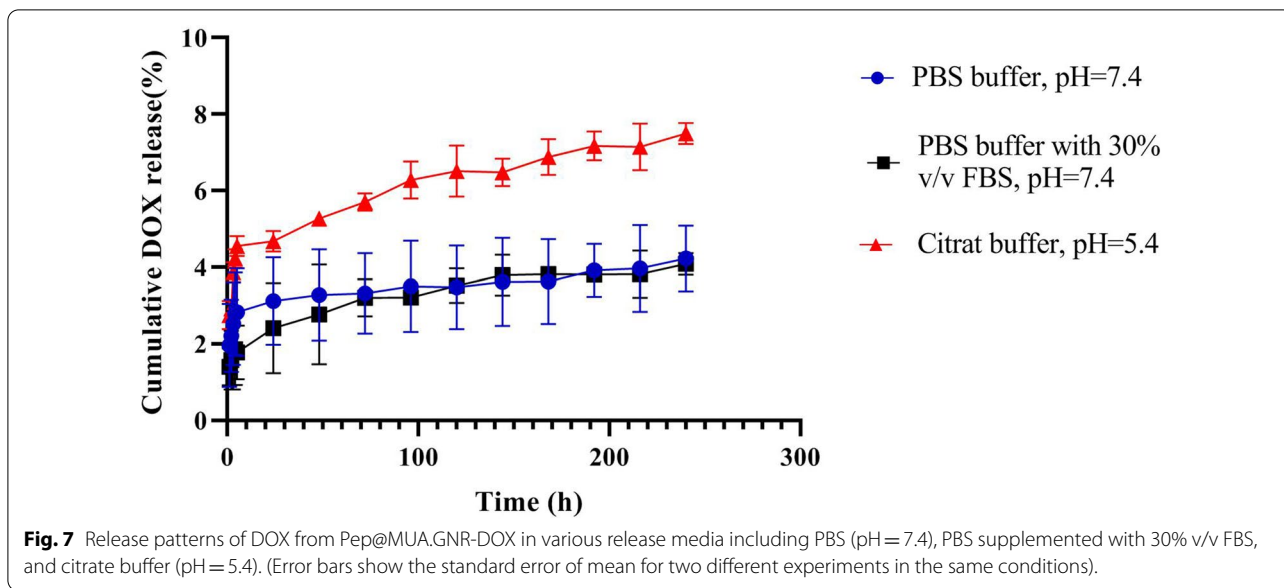 10
8
6
4
2
0
Cumulative DOX release(%)
0
100
200
300
Time (h)
PBS buffer, pH=7.4
PBS buffer with 30%
v/v FBS, pH=7.4
Citrat buffer, pH=5.4
Fig. 7 Release patterns of DOX from Pep@MUA.GNR-DOX in various release media including PBS (pH = 7.4), PBS supplemented with 30% v/v FBS,
and citrate buffer (pH = 5.4). (Error bars show the standard error of mean for two different experiments in the same conditions).